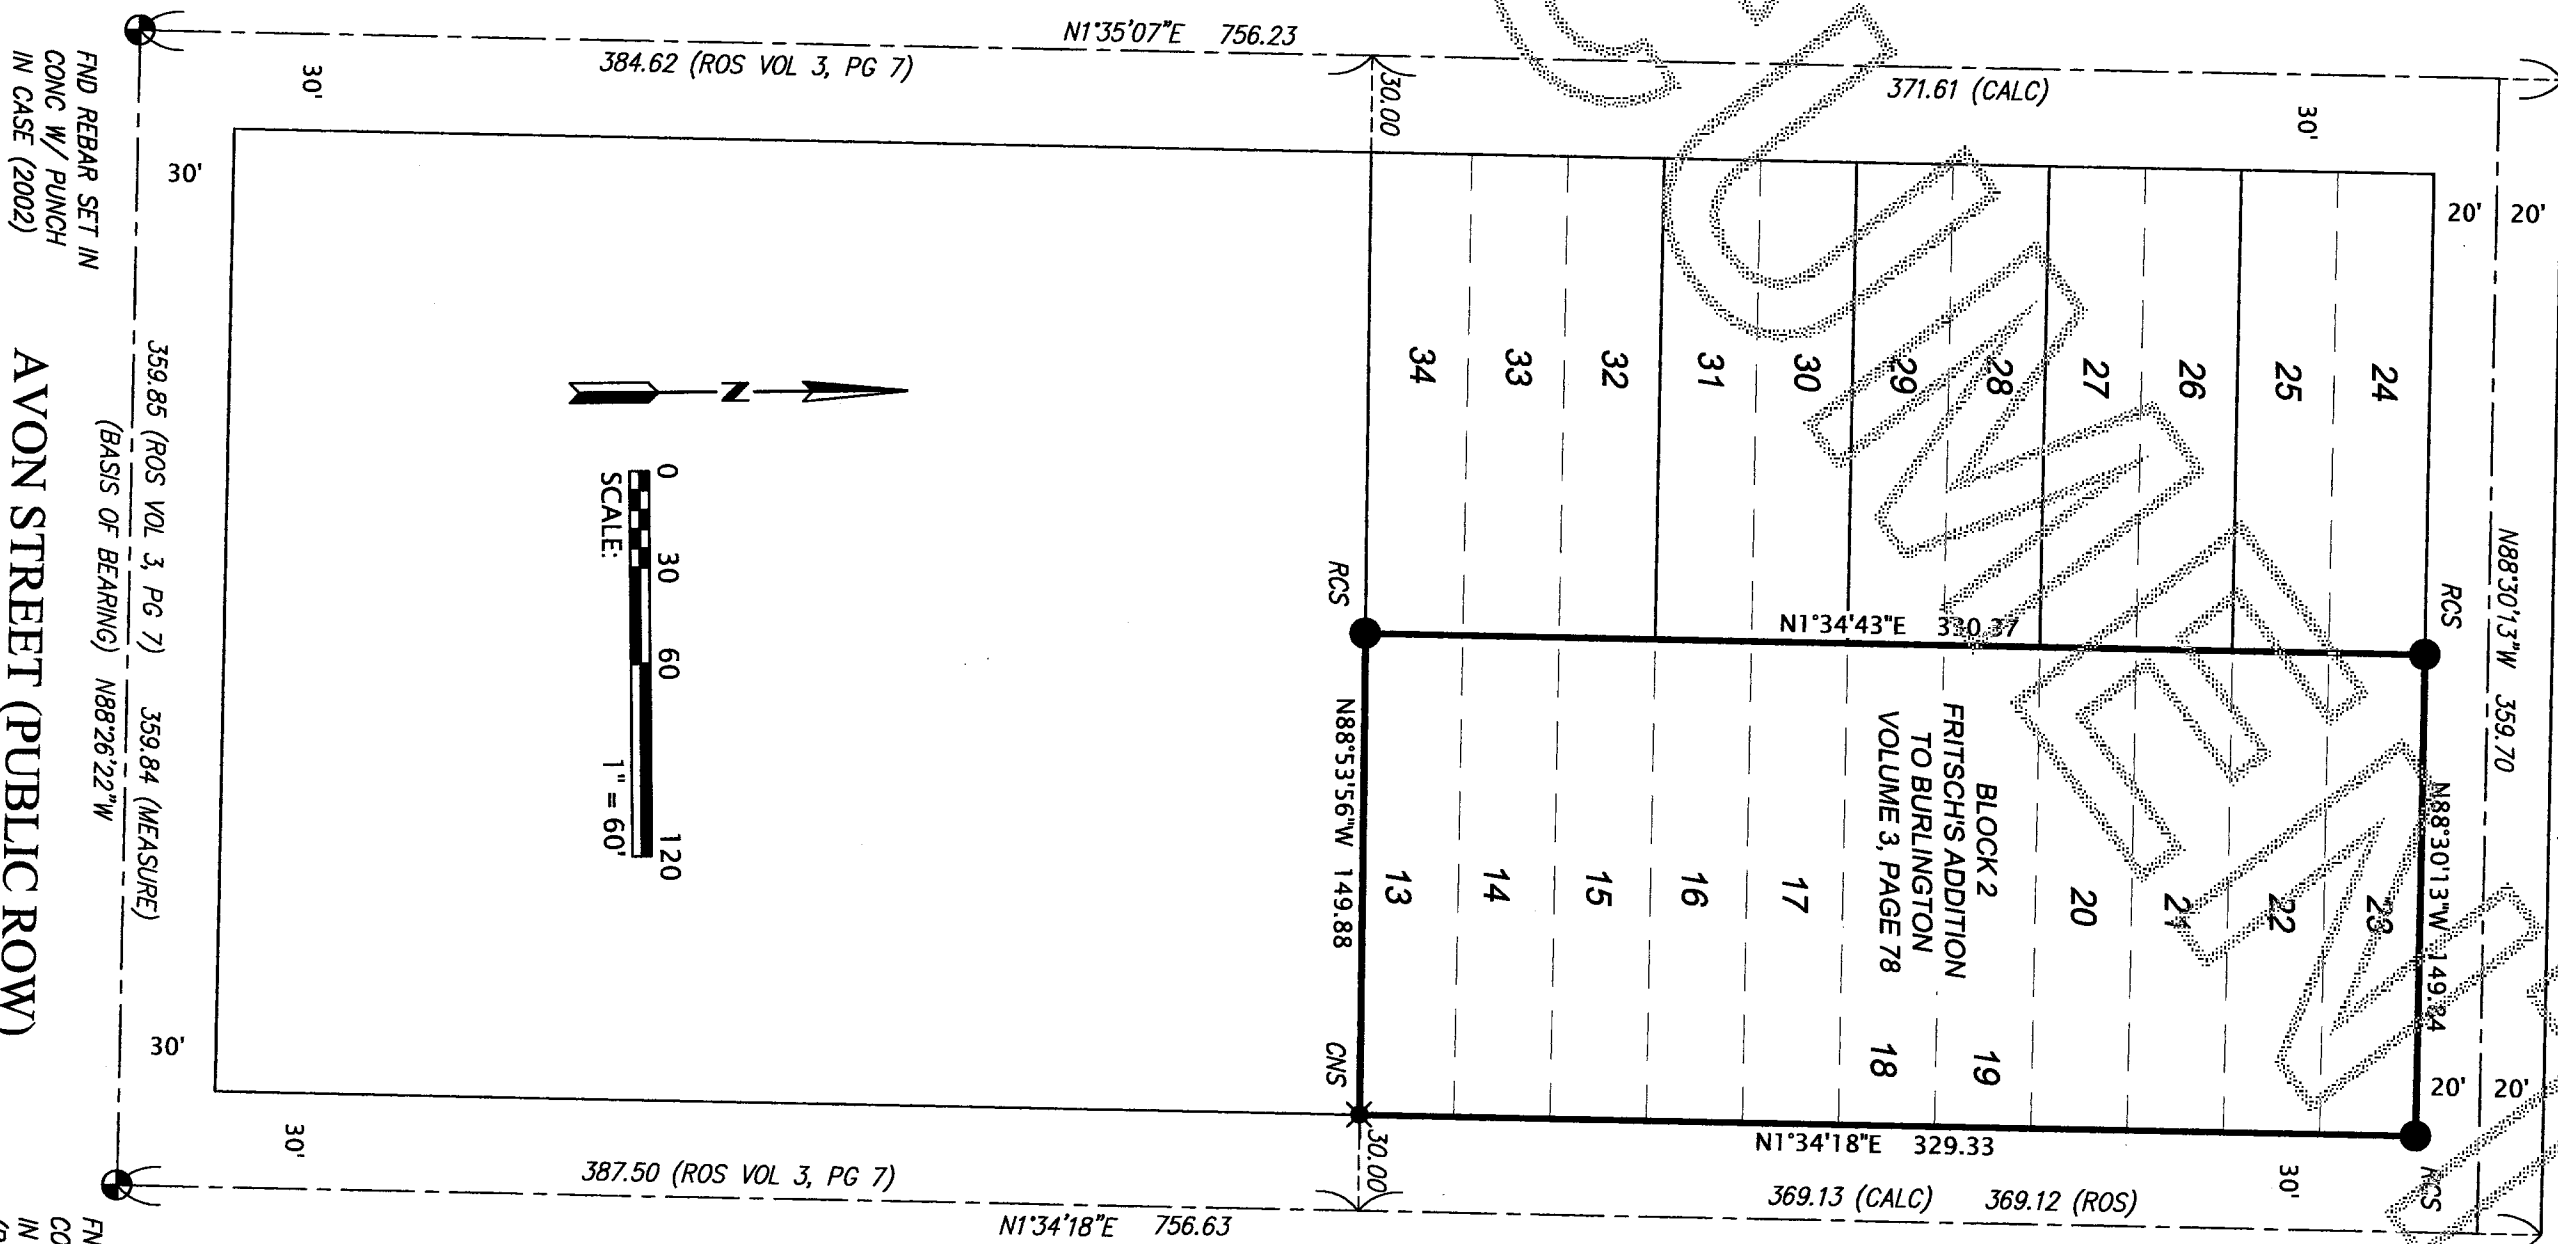 N1°35'07"E 756.23
384.62 (ROS VOL 3, PG 7)
371.61 (CALC)
30'
30.00
30'
FND REBAR SET IN
CONC W/ PUNCH
IN CASE (2002)
30'
20' 20'
34 33 32 31 30 29 28 27 26 25 24
N
0 30 60 120
SCALE:
1" = 60'
359.85 (ROS VOL 3, PG 7) 359.84 (MEASURE)
(BASIS OF BEARING) N88°26'22"W
AVON STREET (PUBLIC ROW)
RCS
RCS
N88°30'13"W 359.70
N1°34'43"E 330.37
N88°53'56"W 149.88
BLOCK 2
FRITSCH'S ADDITION
TO BURLINGTON
VOLUME 3, PAGE 78
N88°30'13"W 149.84
13 14 15 16 17 18 19 20 21 22 23
30'
CNS
20' 20'
N1°34'18"E 329.33
30'
30.00
30'
RCS
387.50 (ROS VOL 3, PG 7)
369.13 (CALC) 369.12 (ROS)
N1°34'18"E 756.63